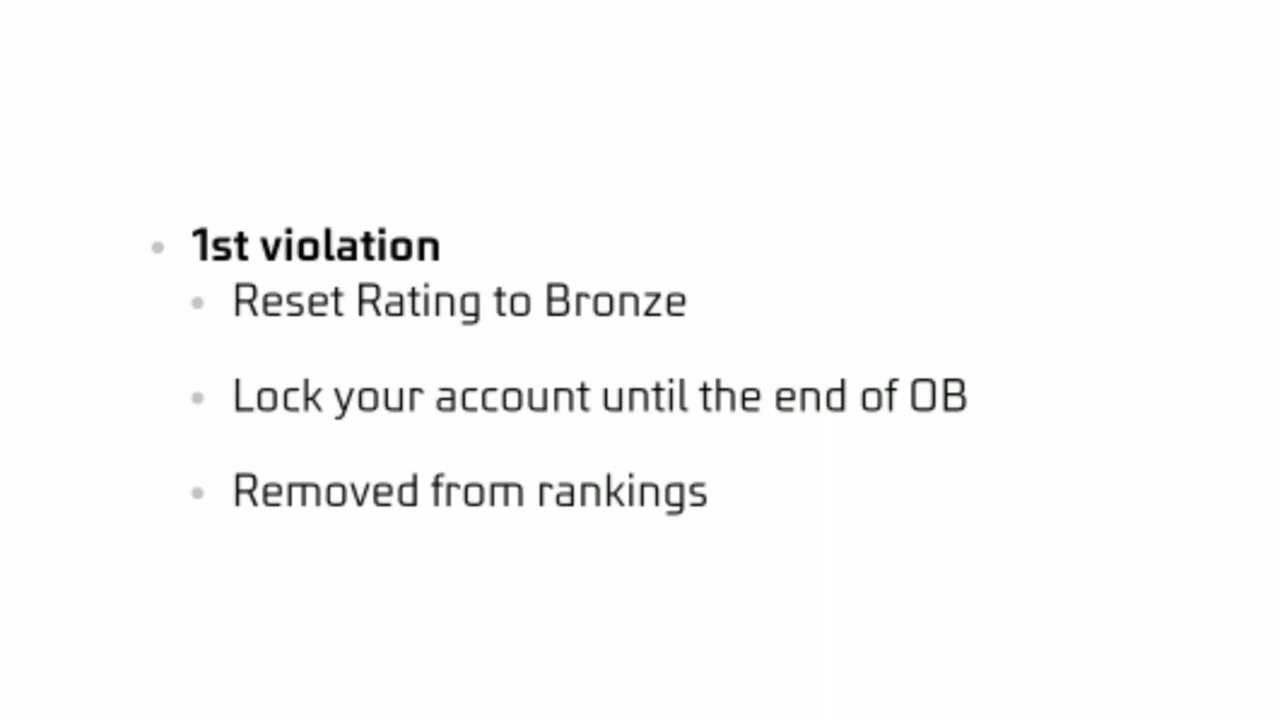 1st violation
Reset Rating to Bronze
Lock your account until the end of OB
Removed from rankings